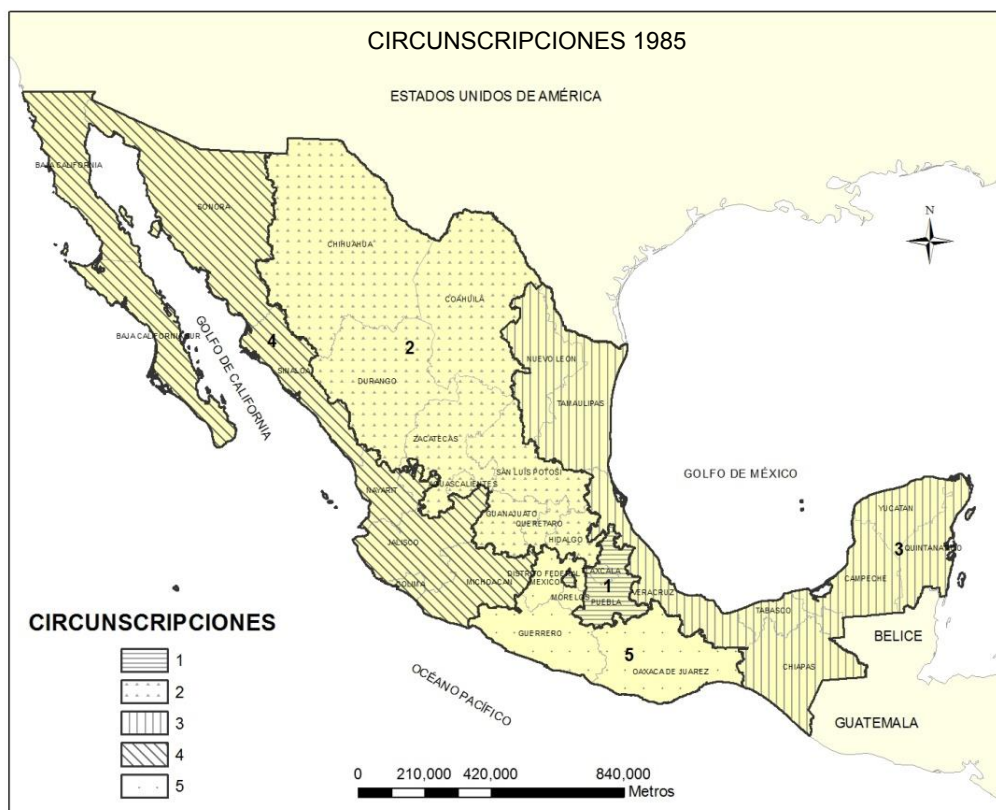 CIRCUNSCRIPCIONES 1985
ESTADOS UNIDOS DE AMÉRICA
N
BAJA CALIFORNIA
SONORA
CHIHUAHUA
COAHUILA
BAJA CALIFORNIA SUR
GOLFO DE CALIFORNIA
4
SINALOA
2
DURANGO
NUEVO LEON
TAMAULIPAS
ZACATECAS
SAN LUIS POTOSI
GOLFO DE MÉXICO
NAYARIT
AGUASCALIENTES
GUANAJUATO
QUERETARO
HIDALGO
YUCATAN
3
QUINTANA ROO
JALISCO
COLIMA
MICHOACAN
DISTRITO FEDERAL
MEXICO
TLAXCALA
1
MORELOS
PUEBLA
VERACRUZ
CAMPECHE
TABASCO
BELICE
CIRCUNSCRIPCIONES
1
2
3
4
5
GUERRERO
5
OAXACA DE JUAREZ
CHIAPAS
OCÉANO PACÍFICO
GUATEMALA
0 210,000 420,000 840,000
Metros